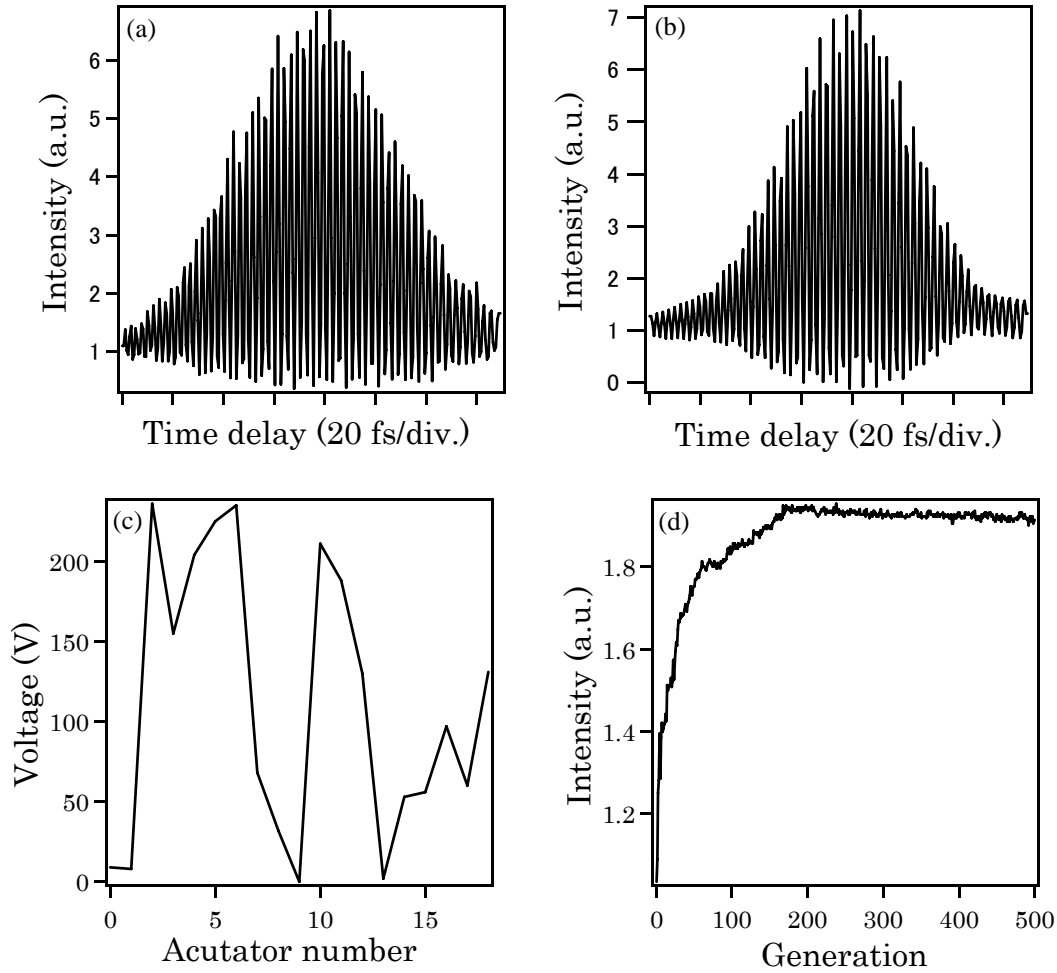 (a)
6
5
4
3
2
1
Intensity (a.u.)
Time delay (20 fs/div.)
(b)
7
6
5
4
3
2
1
0
Intensity (a.u.)
Time delay (20 fs/div.)
(c)
200
150
100
50
0
Voltage (V)
0 5 10 15
Acutator number
(d)
1.8
1.6
1.4
1.2
Intensity (a.u.)
0 100 200 300 400 500
Generation